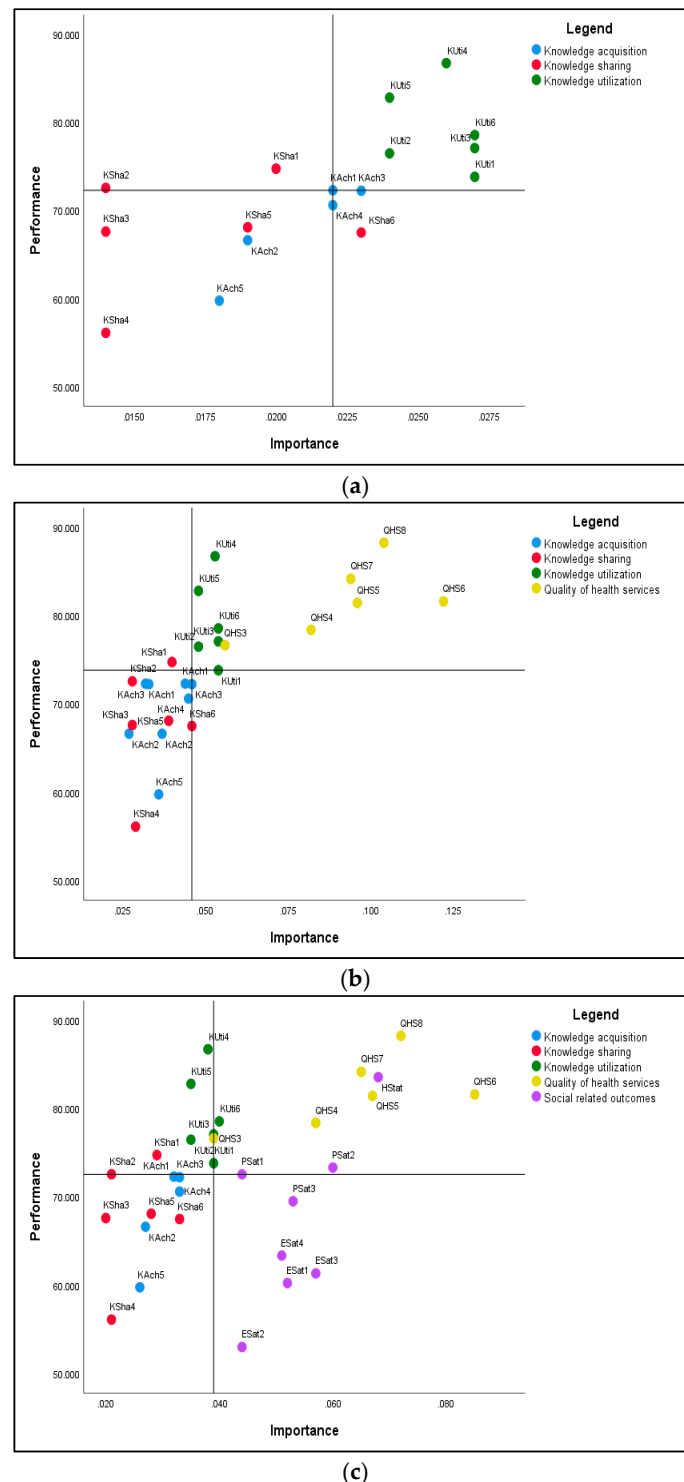 Legend
Knowledge acquisition
Knowledge sharing
Knowledge utilization
90.000
80.000
70.000
60.000
50.000
Performance
KUti4
KUti5
KUti6
KUti3
KUti2
KUti1
KSha1
KSha2
KAch1 KAch3
KAch4
KSha3
KSha5
KSha6
KAch2
KAch5
KSha4
.0150 .0175 .0200 .0225 .0250 .0275
Importance
(a)
Legend
Knowledge acquisition
Knowledge sharing
Knowledge utilization
Quality of health services
90.000
80.000
70.000
60.000
50.000
Performance
QHS8
KUti4
QHS7
KUti5
QHS5
QHS6
KUti6
QHS4
KUti3
KUti2
QHS3
KSha1
KSha2
KAch1
KUti1
KAch3
KAch1
KAch3
KAch4
KSha3
KSha5
KSha6
KAch2
KAch2
KAch5
KSha4
.025 .050 .075 .100 .125
Importance
(b)
Legend
Knowledge acquisition
Knowledge sharing
Knowledge utilization
Quality of health services
Social related outcomes
90.000
80.000
70.000
60.000
50.000
Performance
QHS8
KUti4
QHS7
HStat
KUti5
QHS5
QHS6
KUti6
QHS4
KUti3
QHS3
KUti2 KUti1
KSha1
KSha2
KAch1
KAch3
PSat1
PSat2
KAch4
PSat3
KSha3
KSha5
KSha6
KAch2
ESat4
ESat3
ESat1
KAch5
KSha4
ESat2
.020 .040 .060 .080
Importance
(c)